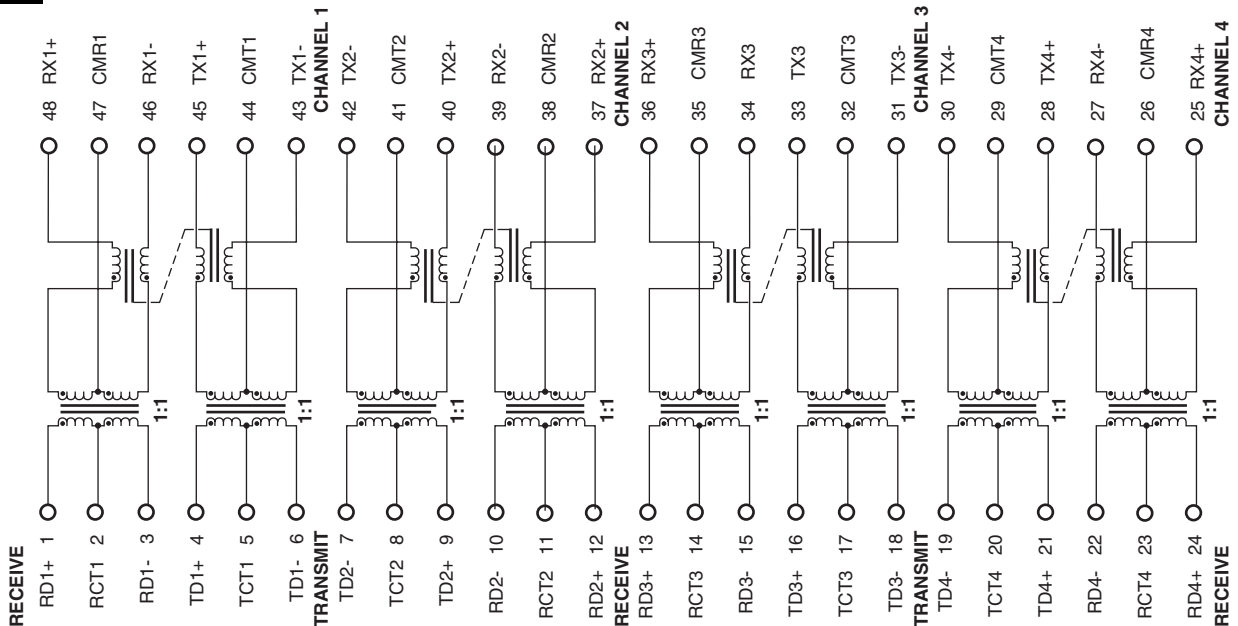 48 RX1+
47 CMR1
46 RX1-
45 TX1+
44 CMT1
43 TX1-
CHANNEL 1
42 TX2-
41 CMT2
40 TX2+
39 RX2-
38 CMR2
37 RX2+
CHANNEL 2
36 RX3+
35 CMR3
34 RX3
33 TX3
32 CMT3
31 TX3-
CHANNEL 3
30 TX4-
29 CMT4
28 TX4+
27 RX4-
26 CMR4
25 RX4+
CHANNEL 4
1:1
1:1
1:1
1:1
1:1
1:1
1:1
1:1
RECEIVE
RD1+ 1
RCT1 2
RD1- 3
TD1+ 4
TCT1 5
TD1- 6
TRANSMIT
TD2- 7
TCT2 8
TD2+ 9
RD2- 10
RCT2 11
RD2+ 12
RECEIVE
RD3+ 13
RCT3 14
RD3- 15
TD3+ 16
TCT3 17
TD3- 18
TRANSMIT
TD4- 19
TCT4 20
TD4+ 21
RD4- 22
RCT4 23
RD4+ 24
RECEIVE